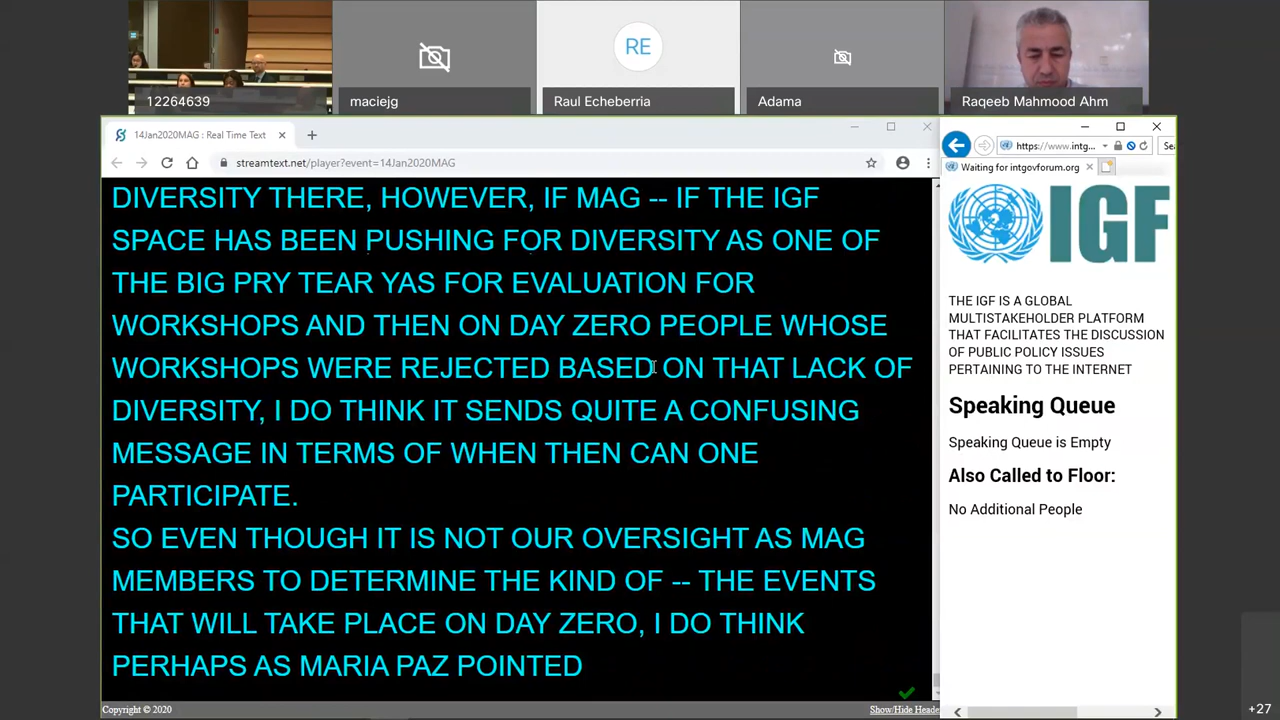 RE
12264639
maciejg
Raul Echeberria
Adama
Raqeeb Mahmood Ahm
14Jan2020MAG : Real Time Text
streamtext.net/player?event=14Jan2020MAG
DIVERSITY THERE, HOWEVER, IF MAG -- IF THE IGF
SPACE HAS BEEN PUSHING FOR DIVERSITY AS ONE OF
THE BIG PRY TEAR YAS FOR EVALUATION FOR
WORKSHOPS AND THEN ON DAY ZERO PEOPLE WHOSE
WORKSHOPS WERE REJECTED BASED ON THAT LACK OF
DIVERSITY, I DO THINK IT SENDS QUITE A CONFUSING
MESSAGE IN TERMS OF WHEN THEN CAN ONE
PARTICIPATE.
SO EVEN THOUGH IT IS NOT OUR OVERSIGHT AS MAG
MEMBERS TO DETERMINE THE KIND OF -- THE EVENTS
THAT WILL TAKE PLACE ON DAY ZERO, I DO THINK
PERHAPS AS MARIA PAZ POINTED
Copyright © 2020
Show/Hide Heade
https://www.intg...
Sea
Waiting for intgovforum.org
IGF
THE IGF IS A GLOBAL
MULTISTAKEHOLDER PLATFORM
THAT FACILITATES THE DISCUSSION
OF PUBLIC POLICY ISSUES
PERTAINING TO THE INTERNET
Speaking Queue
Speaking Queue is Empty
Also Called to Floor:
No Additional People
+27